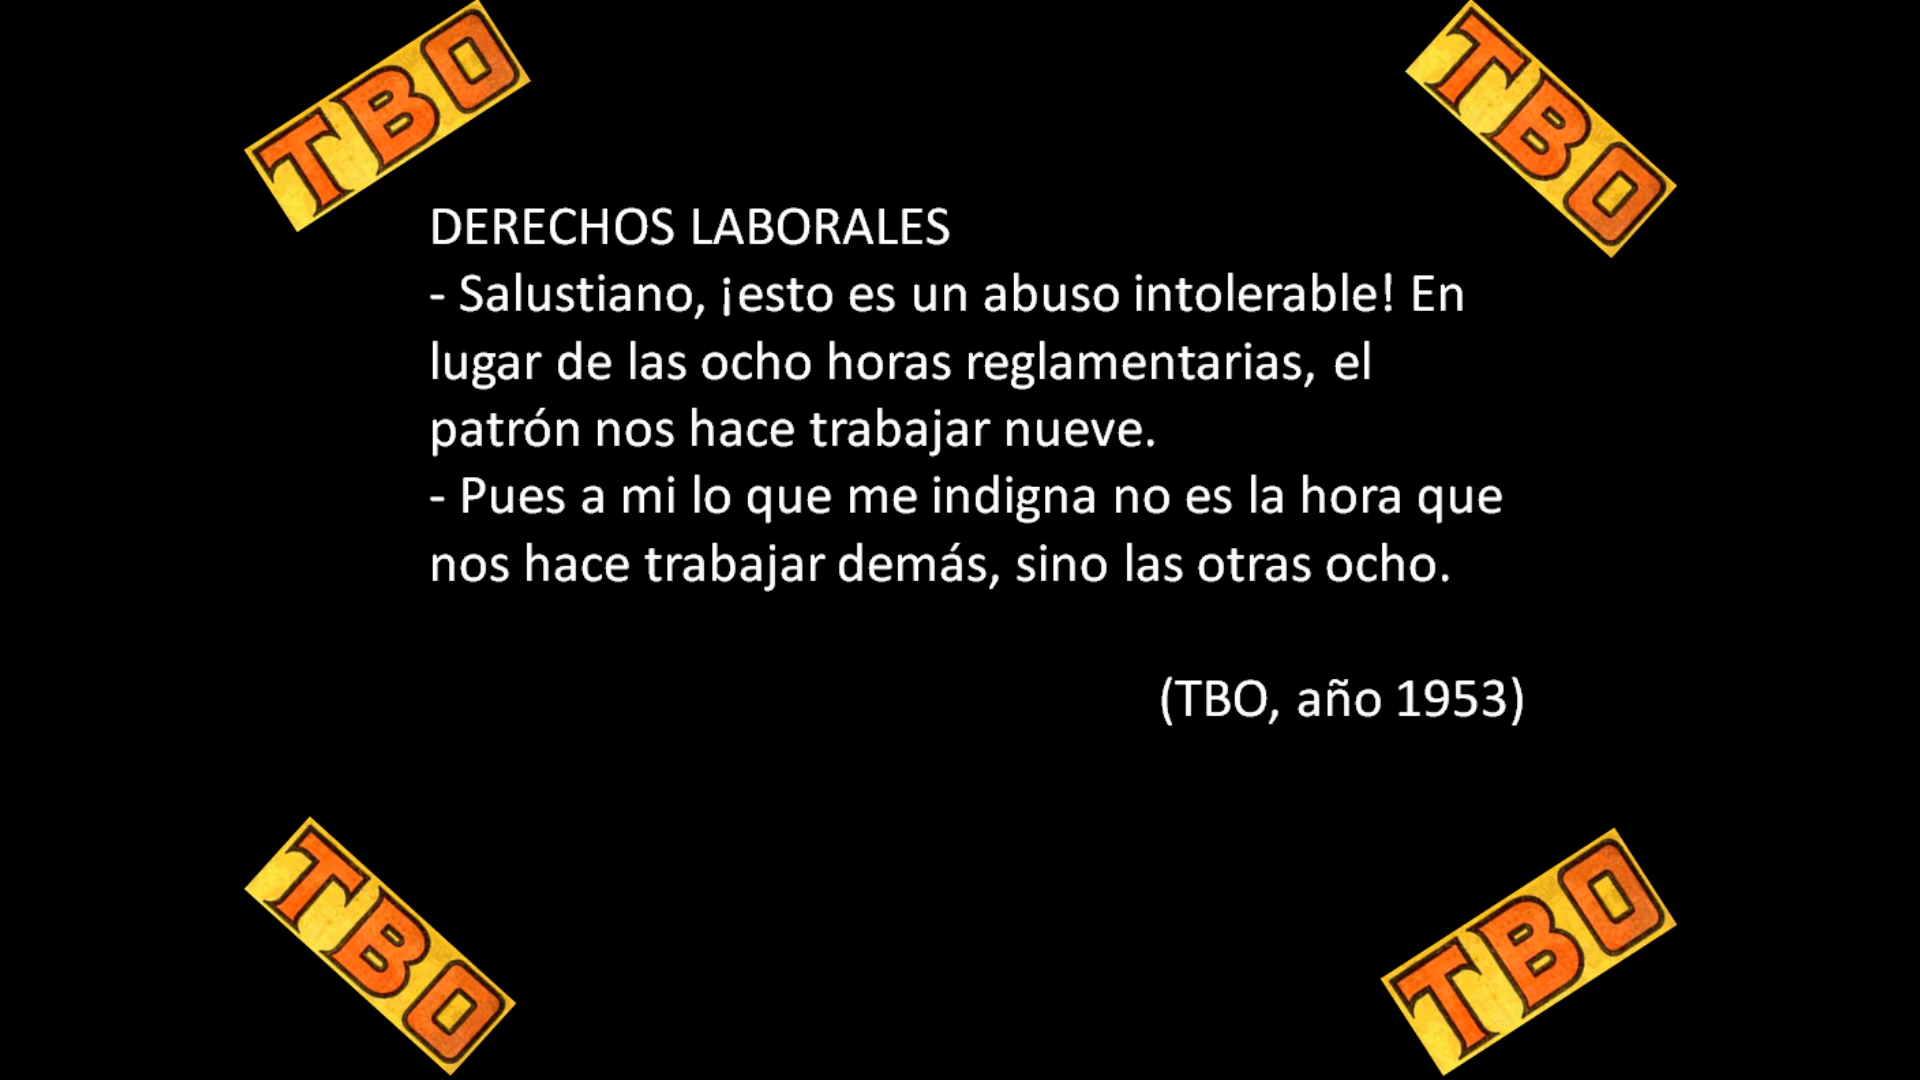 TBO
TBO
DERECHOS LABORALES
- Salustiano, ¡esto es un abuso intolerable! En
lugar de las ocho horas reglamentarias, el
patrón nos hace trabajar nueve.
- Pues a mi lo que me indigna no es la hora que
nos hace trabajar demás, sino las otras ocho.
(TBO, año 1953)
TBO
TBO